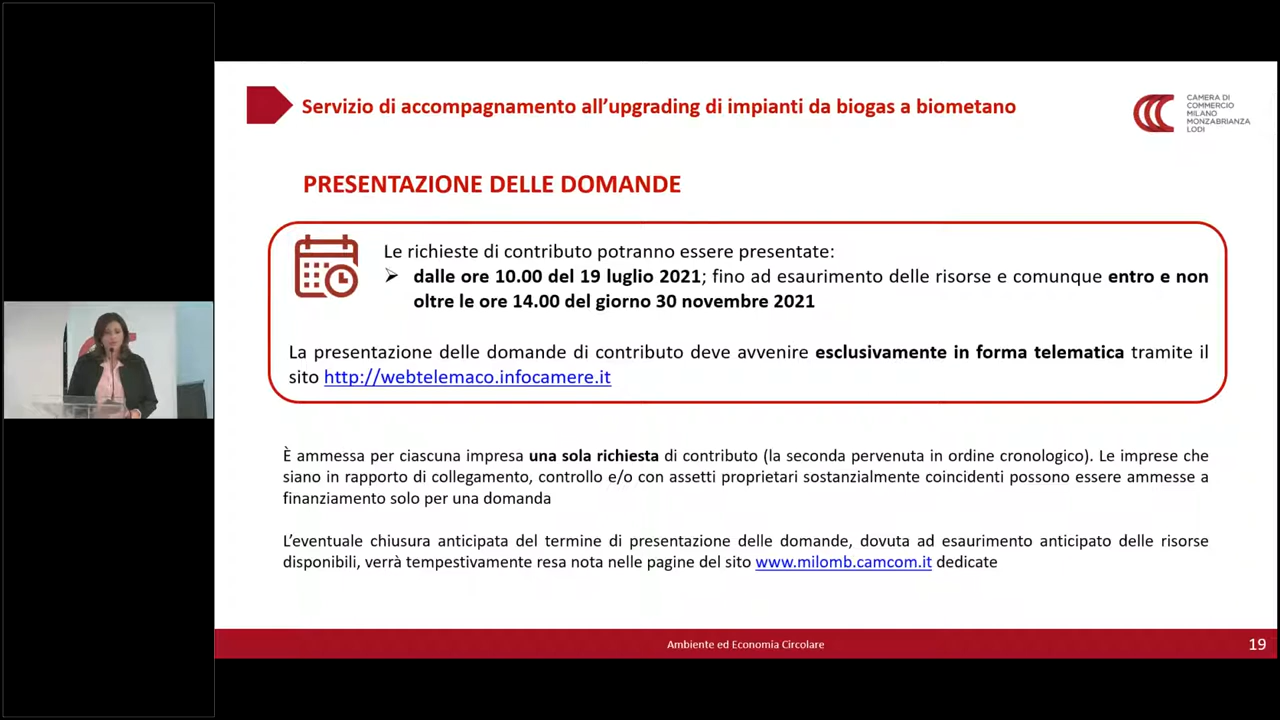 Servizio di accompagnamento all’upgrading di impianti da biogas a biometano
CAMERA DI
COMMERCIO
MILANO
MONZABRIANZA
LODI
PRESENTAZIONE DELLE DOMANDE
Le richieste di contributo potranno essere presentate:
➢ dalle ore 10.00 del 19 luglio 2021; fino ad esaurimento delle risorse e comunque entro e non
oltre le ore 14.00 del giorno 30 novembre 2021
La presentazione delle domande di contributo deve avvenire esclusivamente in forma telematica tramite il
sito http://webtelemaco.infocamere.it
È ammessa per ciascuna impresa una sola richiesta di contributo (la seconda pervenuta in ordine cronologico). Le imprese che
siano in rapporto di collegamento, controllo e/o con assetti proprietari sostanzialmente coincidenti possono essere ammesse a
finanziamento solo per una domanda
L’eventuale chiusura anticipata del termine di presentazione delle domande, dovuta ad esaurimento anticipato delle risorse
disponibili, verrà tempestivamente resa nota nelle pagine del sito www.milomb.camcom.it dedicate
Ambiente ed Economia Circolare
19